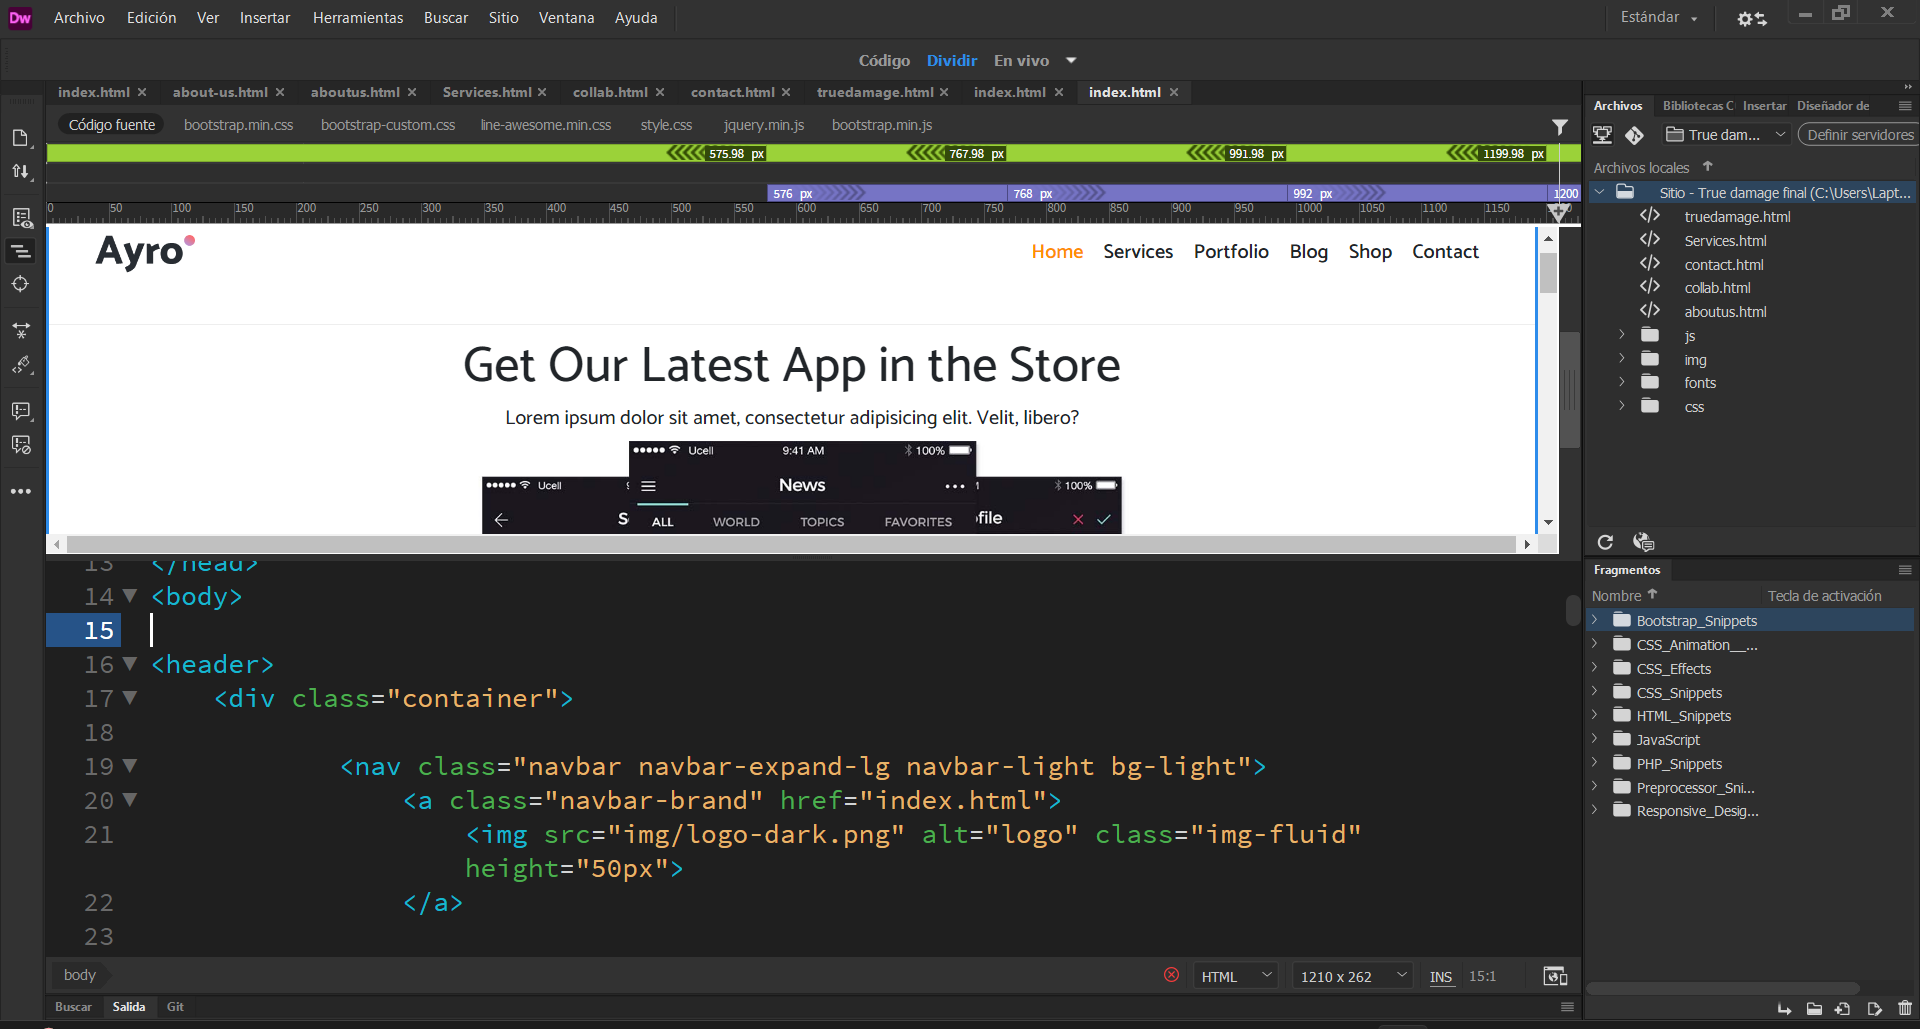 Dw Archivo Edición Ver Insertar Herramientas Buscar Sitio Ventana Ayuda Estándar
Código Dividir En vivo
index.html about-us.html aboutus.html Services.html collab.html contact.html truedamage.html index.html index.html
Código fuente bootstrap.min.css bootstrap-custom.css line-awesome.min.css style.css jquery.min.js bootstrap.min.js
575.98 px 767.98 px 991.98 px 1199.98 px
576 px 768 px 992 px 1200
0 50 100 150 200 250 300 350 400 450 500 550 600 650 700 750 800 850 900 950 1000 1050 1100 1150
Ayro Home Services Portfolio Blog Shop Contact
Get Our Latest App in the Store
Lorem ipsum dolor sit amet, consectetur adipisicing elit. Velit, libero?
Ucell 9:41 AM 100%
Ucell 100%
News
S file
ALL WORLD TOPICS FAVORITES
13 </head>
14 <body>
15
16 <header>
17 <div class="container">
18
19 <nav class="navbar navbar-expand-lg navbar-light bg-light">
20 <a class="navbar-brand" href="index.html">
21 <img src="img/logo-dark.png" alt="logo" class="img-fluid"
height="50px">
22 </a>
23
body HTML 1210 x 262 INS 15:1
Buscar Salida Git
Archivos Bibliotecas C Insertar Diseñador de
True dam... Definir servidores
Archivos locales
Sitio - True damage final (C:\Users\Lapt...
truedamage.html
Services.html
contact.html
collab.html
aboutus.html
js
img
fonts
css
Fragmentos
Nombre Tecla de activación
Bootstrap_Snippets
CSS_Animation__...
CSS_Effects
CSS_Snippets
HTML_Snippets
JavaScript
PHP_Snippets
Preprocessor_Sni...
Responsive_Desig...